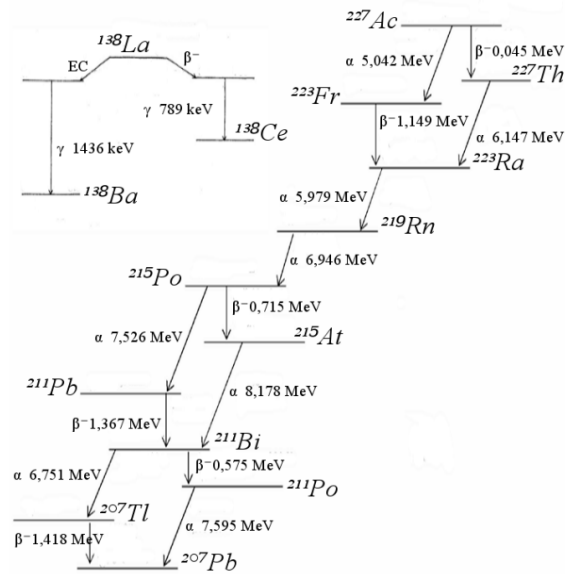 ²²⁷Ac
¹³⁸La
EC
β⁻
α 5,042 MeV
β⁻0,045 MeV
²²⁷Th
²²³Fr
γ 789 keV
β⁻1,149 MeV
¹³⁸Ce
α 6,147 MeV
γ 1436 keV
²²³Ra
¹³⁸Ba
α 5,979 MeV
²¹⁹Rn
α 6,946 MeV
²¹⁵Po
β⁻0,715 MeV
α 7,526 MeV
²¹⁵At
²¹¹Pb
α 8,178 MeV
β⁻1,367 MeV
²¹¹Bi
α 6,751 MeV
β⁻0,575 MeV
²¹¹Po
²⁰⁷Tl
α 7,595 MeV
β⁻1,418 MeV
²⁰⁷Pb